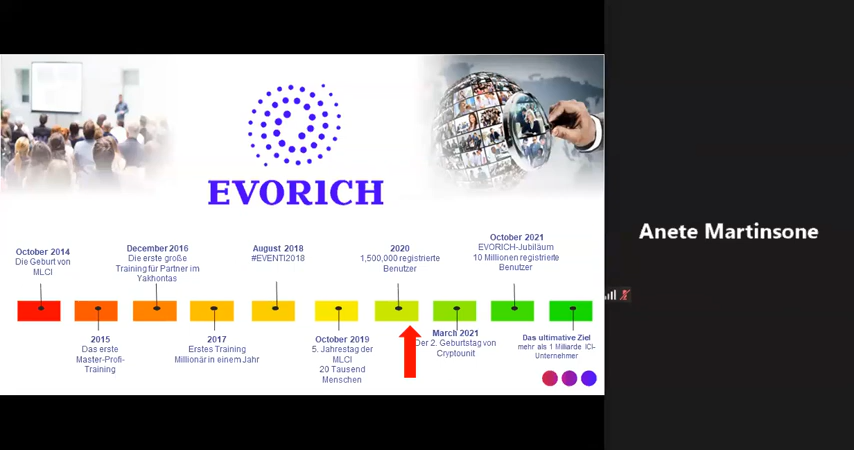 EVORICH
October 2014
Die Geburt von
MLCI
December 2016
Die erste große
Training für Partner im
Yakhontas
August 2018
#EVENTI2018
2020
1,500,000 registrierte
Benutzer
October 2021
EVORICH-Jubiläum
10 Millionen registrierte
Benutzer
2015
Das erste
Master-Profi-
Training
2017
Erstes Training
Millionär in einem Jahr
October 2019
5. Jahrestag der
MLCI
20 Tausend
Menschen
March 2021
Der 2. Geburtstag von
Cryptounit
Das ultimative Ziel
mehr als 1 Milliarde ICI-
Unternehmer
Anete Martinsone